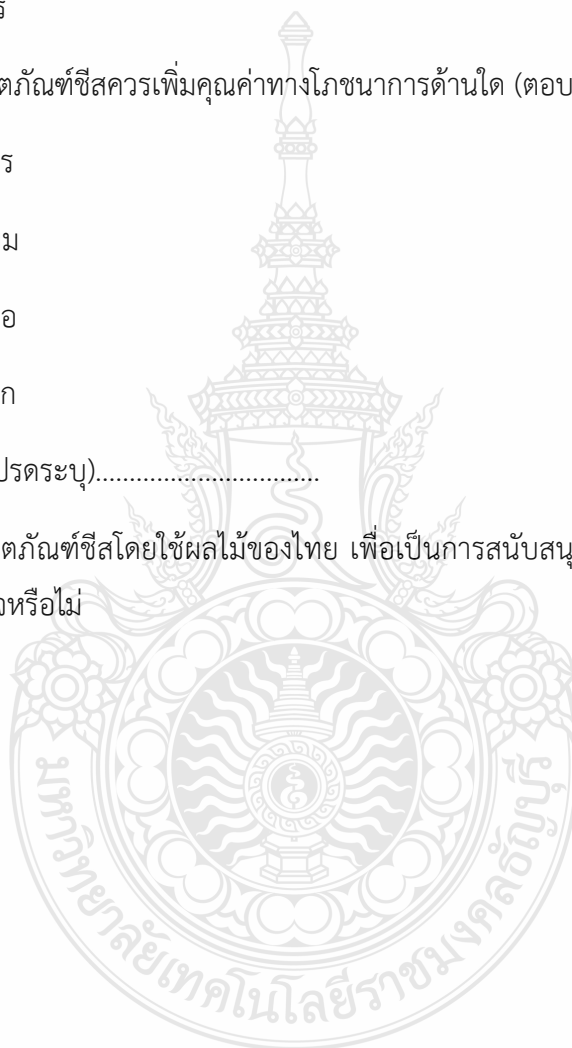 ร
ตภัณฑ์ชีสควรเพิ่มคุณค่าทางโภชนาการด้านใด (ตอบ
ร
ม
อ
ก
ปรดระบุ).................................
ตภัณฑ์ชีสโดยใช้ผลไม้ของไทย เพื่อเป็นการสนับสนุ
จหรือไม่
มหาวิทยาลัยเทคโนโลยีราชมงคลธัญบุรี